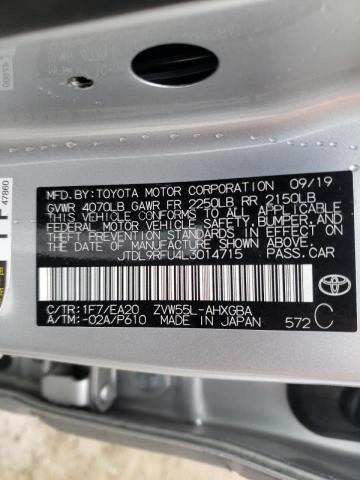 MFD. BY: TOYOTA MOTOR CORPORATION 09/19
GVWR 4070LB GAWR FR 2250LB RR 2150LB
THIS VEHICLE CONFORMS TO ALL APPLICABLE
FEDERAL MOTOR VEHICLE SAFETY, BUMPER, AND
THEFT PREVENTION STANDARDS IN EFFECT ON
THE DATE OF MANUFACTURE SHOWN ABOVE.
JTDL9RFU4L3014715 PASS. CAR
C/TR: 1F7/EA20 ZVW55L-AHXGBA
A/TM: -02A/P610 MADE IN JAPAN 572 C
TOYOTA
47860